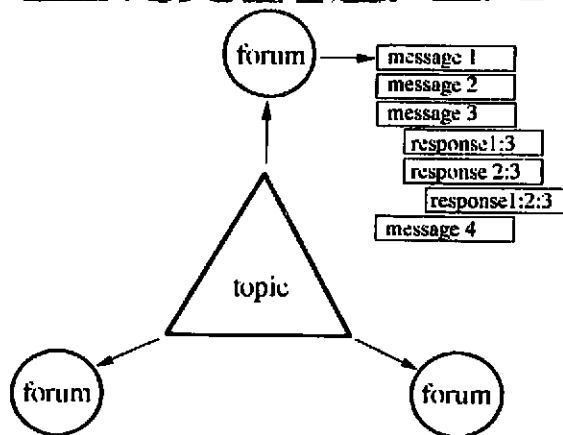 forum
message 1
message 2
message 3
response1:3
response 2:3
response1:2:3
message 4
topic
forum
forum